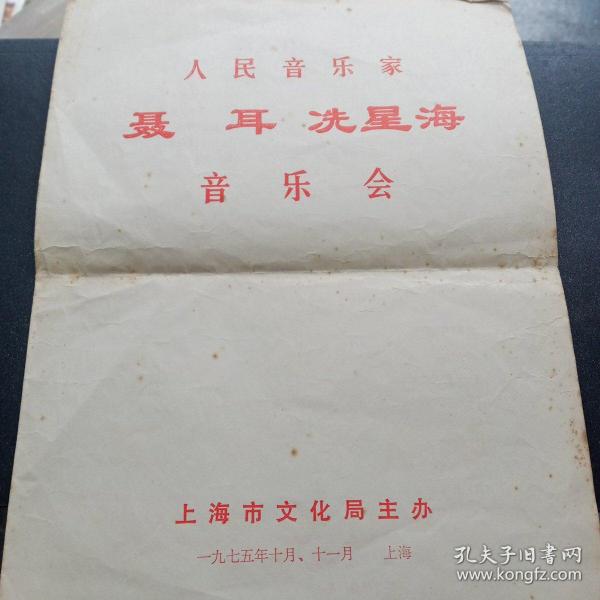 人民音乐家
聂 耳 冼星海
音乐会
上海市文化局主办
一九七五年十月、十一月 上海
孔夫子旧书网
www.kongfz.com